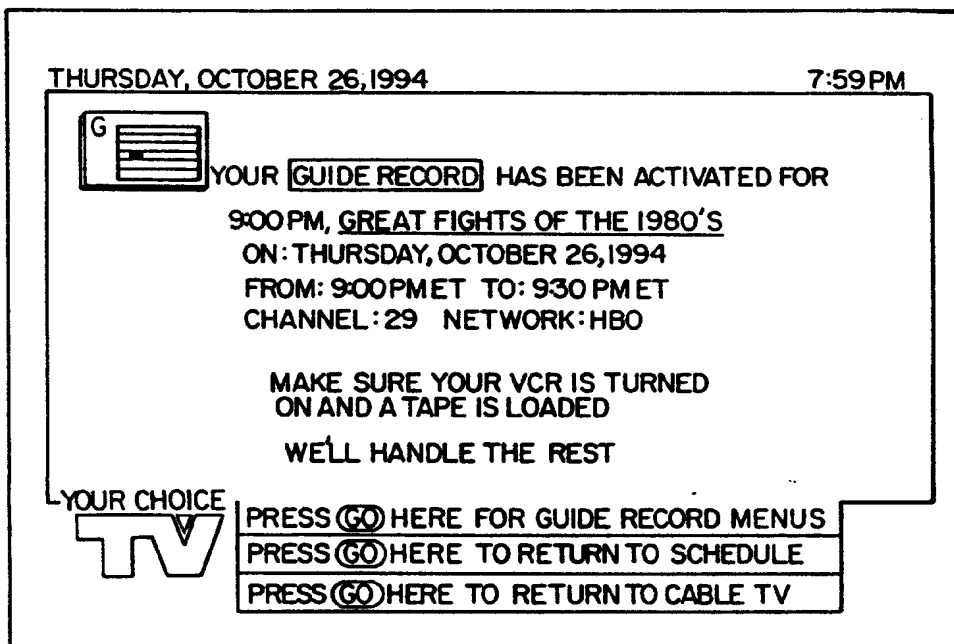 THURSDAY, OCTOBER 26,1994 7:59PM
G
YOUR GUIDE RECORD HAS BEEN ACTIVATED FOR
9:00PM, GREAT FIGHTS OF THE 1980'S
ON: THURSDAY, OCTOBER 26,1994
FROM: 9:00PM ET TO: 9:30 PM ET
CHANNEL: 29 NETWORK: HBO
MAKE SURE YOUR VCR IS TURNED
ON AND A TAPE IS LOADED
WE'LL HANDLE THE REST
YOUR CHOICE
TV
PRESS GO HERE FOR GUIDE RECORD MENUS
PRESS GO HERE TO RETURN TO SCHEDULE
PRESS GO HERE TO RETURN TO CABLE TV